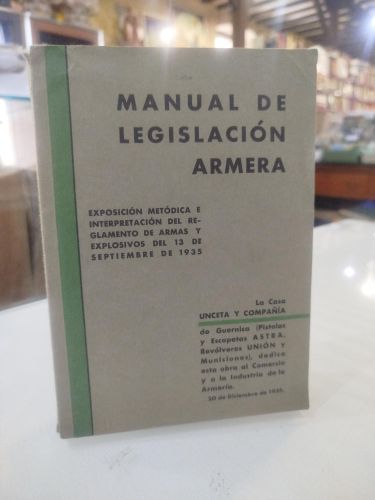 MANUAL DE
LEGISLACIÓN
ARMERA
EXPOSICIÓN METÓDICA E
INTERPRETACIÓN DEL RE-
GLAMENTO DE ARMAS Y
EXPLOSIVOS DEL 13 DE
SEPTIEMBRE DE 1935
La Casa
UNCETA Y COMPAÑÍA
de Guernica (Pistolas
y Escopetas ASTRA,
Revólveres UNIÓN y
Municiones), dedica
esta obra al Comercio
y a la Industria de la
Armería.
30 de Diciembre de 1935.